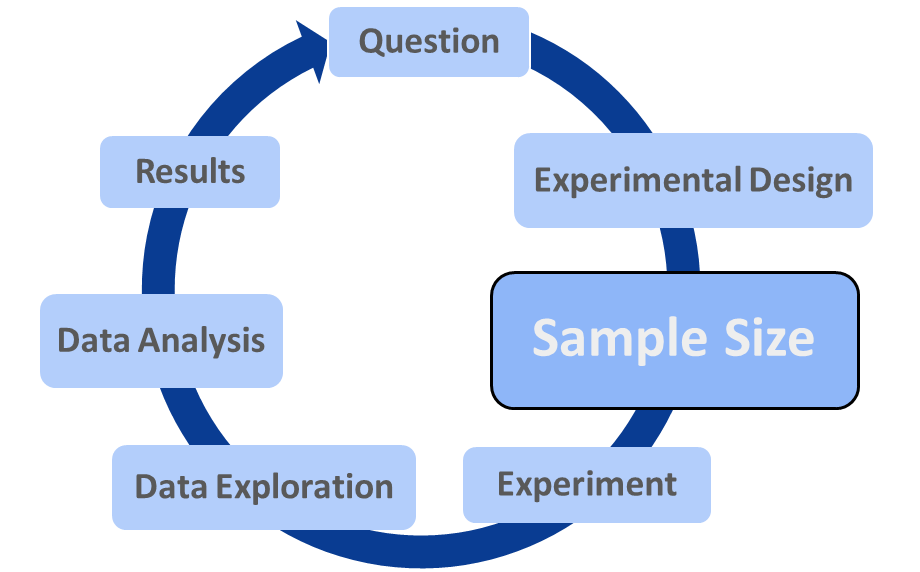 Question
Experimental Design
Sample Size
Experiment
Data Exploration
Data Analysis
Results